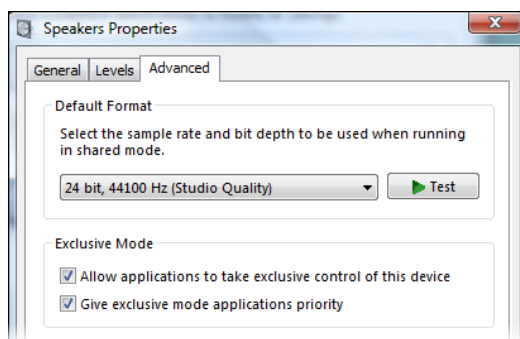 Speakers Properties
General Levels Advanced
Default Format
Select the sample rate and bit depth to be used when running
in shared mode.
24 bit, 44100 Hz (Studio Quality) Test
Exclusive Mode
Allow applications to take exclusive control of this device
Give exclusive mode applications priority